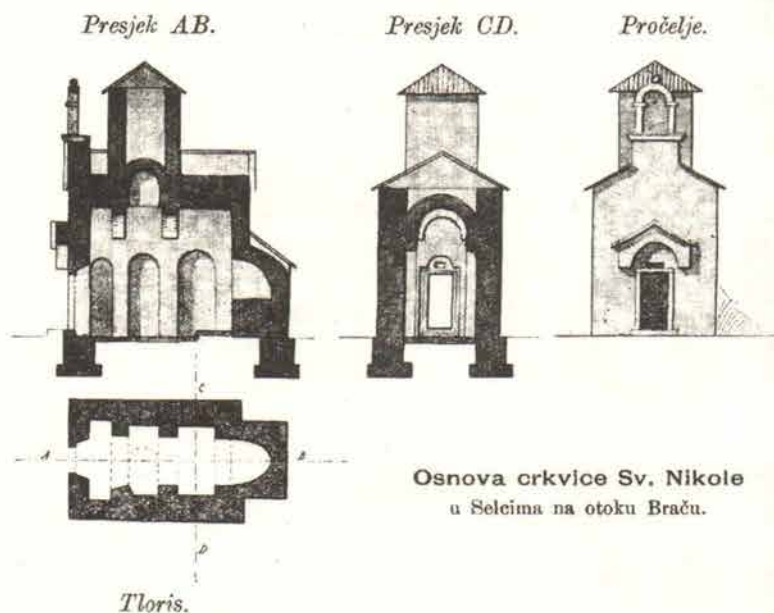 Presjek AB.
Presjek CD.
Pročelje.
C
A
B
D
Osnova crkvice Sv. Nikole
u Selcima na otoku Braču.
Tloris.